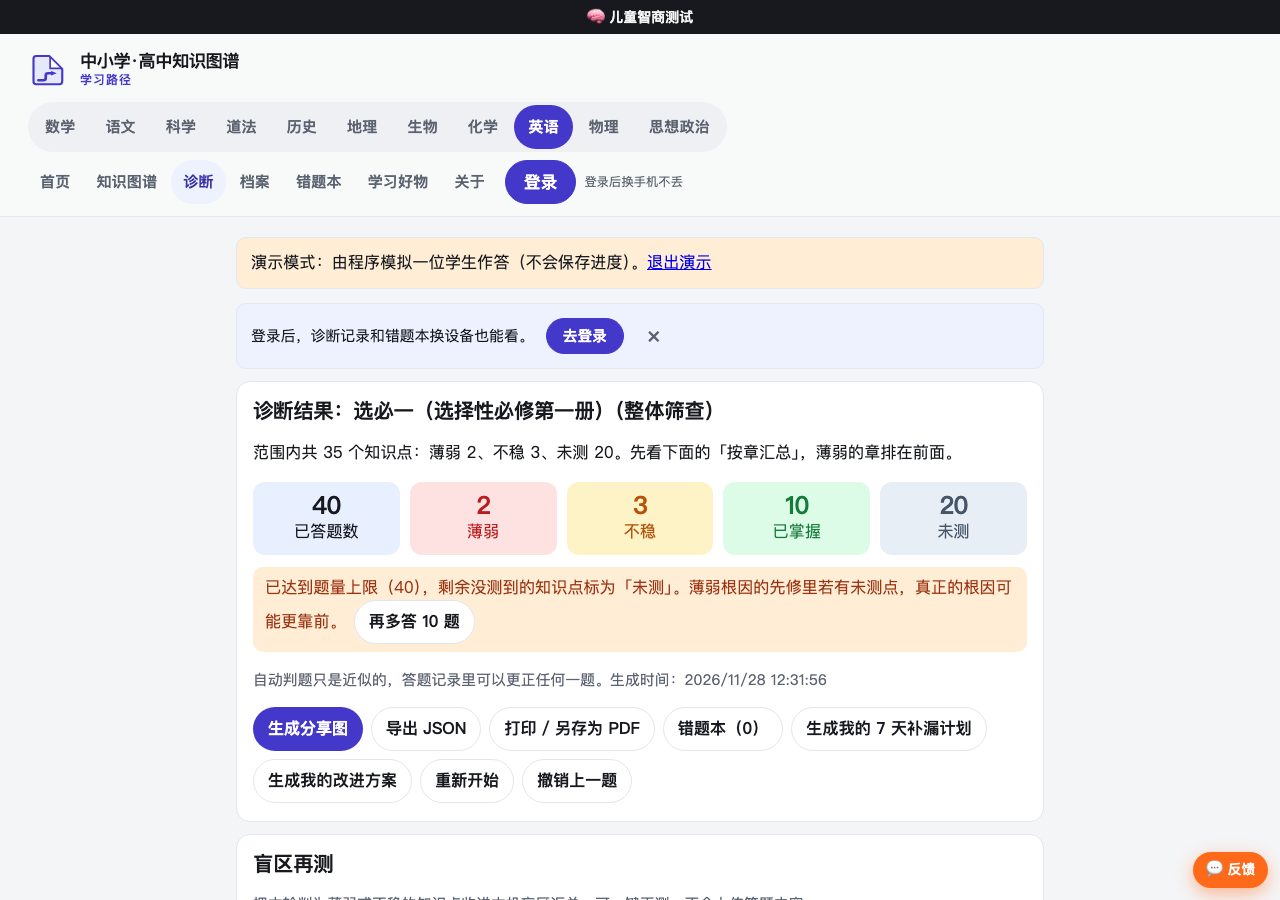 🧠 儿童智商测试
中小学·高中知识图谱
学习路径
数学 语文 科学 道法 历史 地理 生物 化学 英语 物理 思想政治
首页 知识图谱 诊断 档案 错题本 学习好物 关于 登录 登录后换手机不丢
演示模式：由程序模拟一位学生作答（不会保存进度）。退出演示
登录后，诊断记录和错题本换设备也能看。 去登录 ✕
诊断结果：选必一（选择性必修第一册）（整体筛查）
范围内共 35 个知识点：薄弱 2、不稳 3、未测 20。先看下面的「按章汇总」，薄弱的章排在前面。
40 2 3 10 20
已答题数 薄弱 不稳 已掌握 未测
已达到题量上限（40），剩余没测到的知识点标为「未测」。薄弱根因的先修里若有未测点，真正的根因可
能更靠前。 再多答 10 题
自动判题只是近似的，答题记录里可以更正任何一题。生成时间：2026/11/28 12:31:56
生成分享图 导出 JSON 打印 / 另存为 PDF 错题本（0） 生成我的 7 天补漏计划
生成我的改进方案 重新开始 撤销上一题
盲区再测
💬 反馈